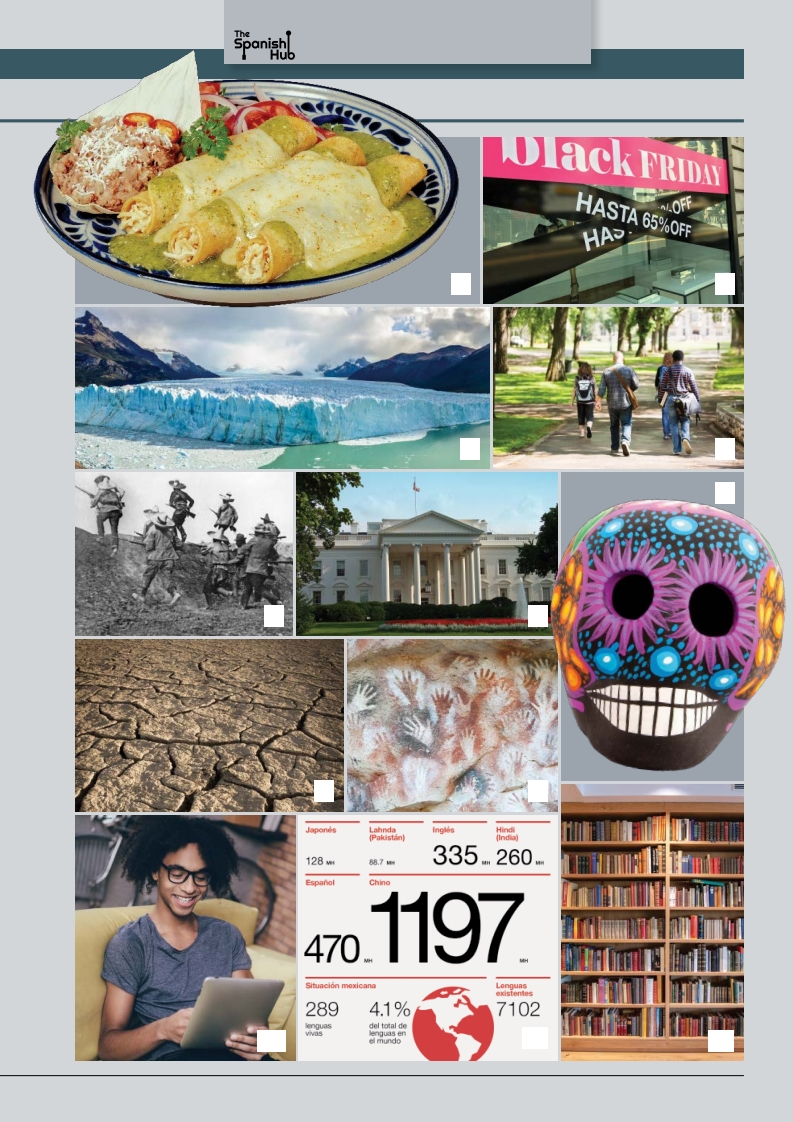 The
Spanish
Hub
black FRIDAY
%OFF
HASTA 65%OFF
HAS
Japonés
128 MH
Lahnda
(Pakistán)
88.7 MH
Inglés
335 MH
Hindi
(India)
260 MH
Español
470 MH
Chino
1197 MH
Situación mexicana
289
lenguas
vivas
4.1%
del total de
lenguas en
el mundo
Lenguas
existentes
7102